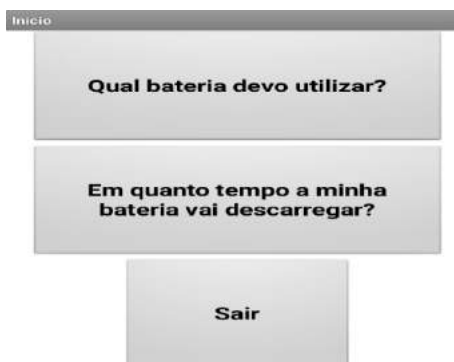 Inicio
Qual bateria devo utilizar?
Em quanto tempo a minha
bateria vai descarregar?
Sair